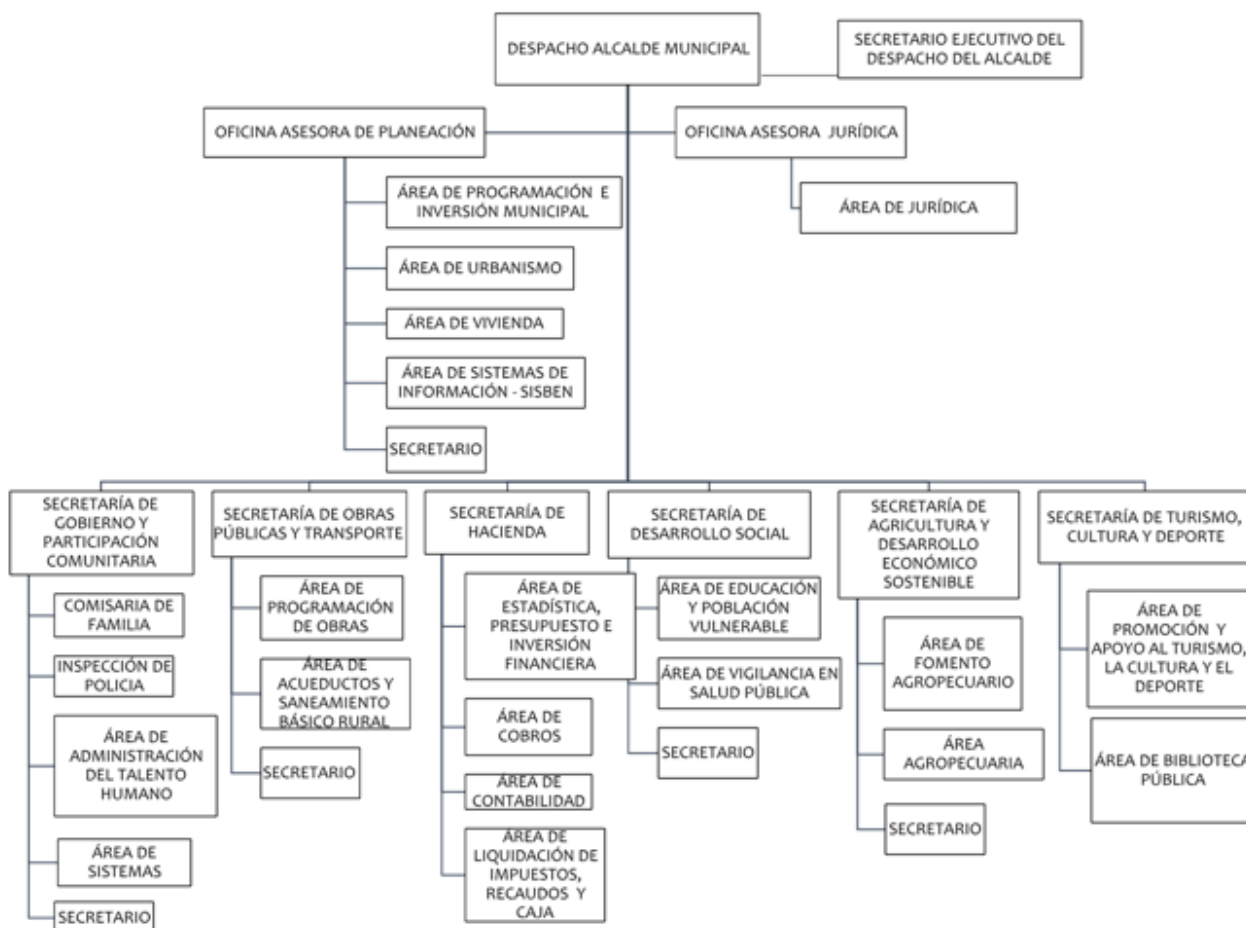 DESPACHO ALCALDE MUNICIPAL
SECRETARIO EJECUTIVO DEL
DESPACHO DEL ALCALDE
OFICINA ASESORA DE PLANEACIÓN
OFICINA ASESORA JURÍDICA
ÁREA DE PROGRAMACIÓN E
INVERSIÓN MUNICIPAL
ÁREA DE URBANISMO
ÁREA DE VIVIENDA
ÁREA DE SISTEMAS DE
INFORMACIÓN - SISBEN
SECRETARIO
ÁREA DE JURÍDICA
SECRETARÍA DE
GOBIERNO Y
PARTICIPACIÓN
COMUNITARIA
COMISARIA DE
FAMILIA
INSPECCIÓN DE
POLICIA
ÁREA DE
ADMINISTRACIÓN
DEL TALENTO
HUMANO
ÁREA DE
SISTEMAS
SECRETARIO
SECRETARÍA DE OBRAS
PÚBLICAS Y TRANSPORTE
ÁREA DE
PROGRAMACIÓN
DE OBRAS
ÁREA DE
ACUEDUCTOS Y
SANEAMIENTO
BÁSICO RURAL
SECRETARIO
SECRETARÍA DE
HACIENDA
ÁREA DE
ESTADÍSTICA,
PRESUPUESTO E
INVERSIÓN
FINANCIERA
ÁREA DE
COBROS
ÁREA DE
CONTABILIDAD
ÁREA DE
LIQUIDACIÓN DE
IMPUESTOS,
RECAUDOS Y
CAJA
SECRETARÍA DE
DESARROLLO SOCIAL
ÁREA DE EDUCACIÓN
Y POBLACIÓN
VULNERABLE
ÁREA DE VIGILANCIA EN
SALUD PÚBLICA
SECRETARIO
SECRETARÍA DE
AGRICULTURA Y
DESARROLLO
ECONÓMICO
SOSTENIBLE
ÁREA DE
FOMENTO
AGROPECUARIO
ÁREA
AGROPECUARIA
SECRETARIO
SECRETARÍA DE TURISMO,
CULTURA Y DEPORTE
ÁREA DE
PROMOCIÓN Y
APOYO AL TURISMO,
LA CULTURA Y EL
DEPORTE
ÁREA DE BIBLIOTECA
PÚBLICA